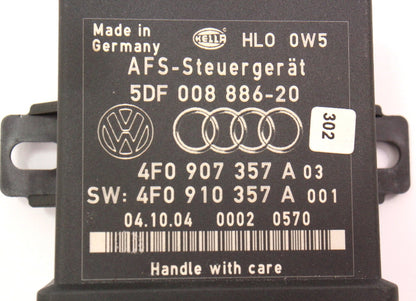 Made in
Germany
HELLA
HLO 0W5
AFS-Steuergerät
5DF 008 886-20
302
4F0 907 357 A 03
SW: 4F0 910 357 A 001
04.10.04 0002 0570
Handle with care